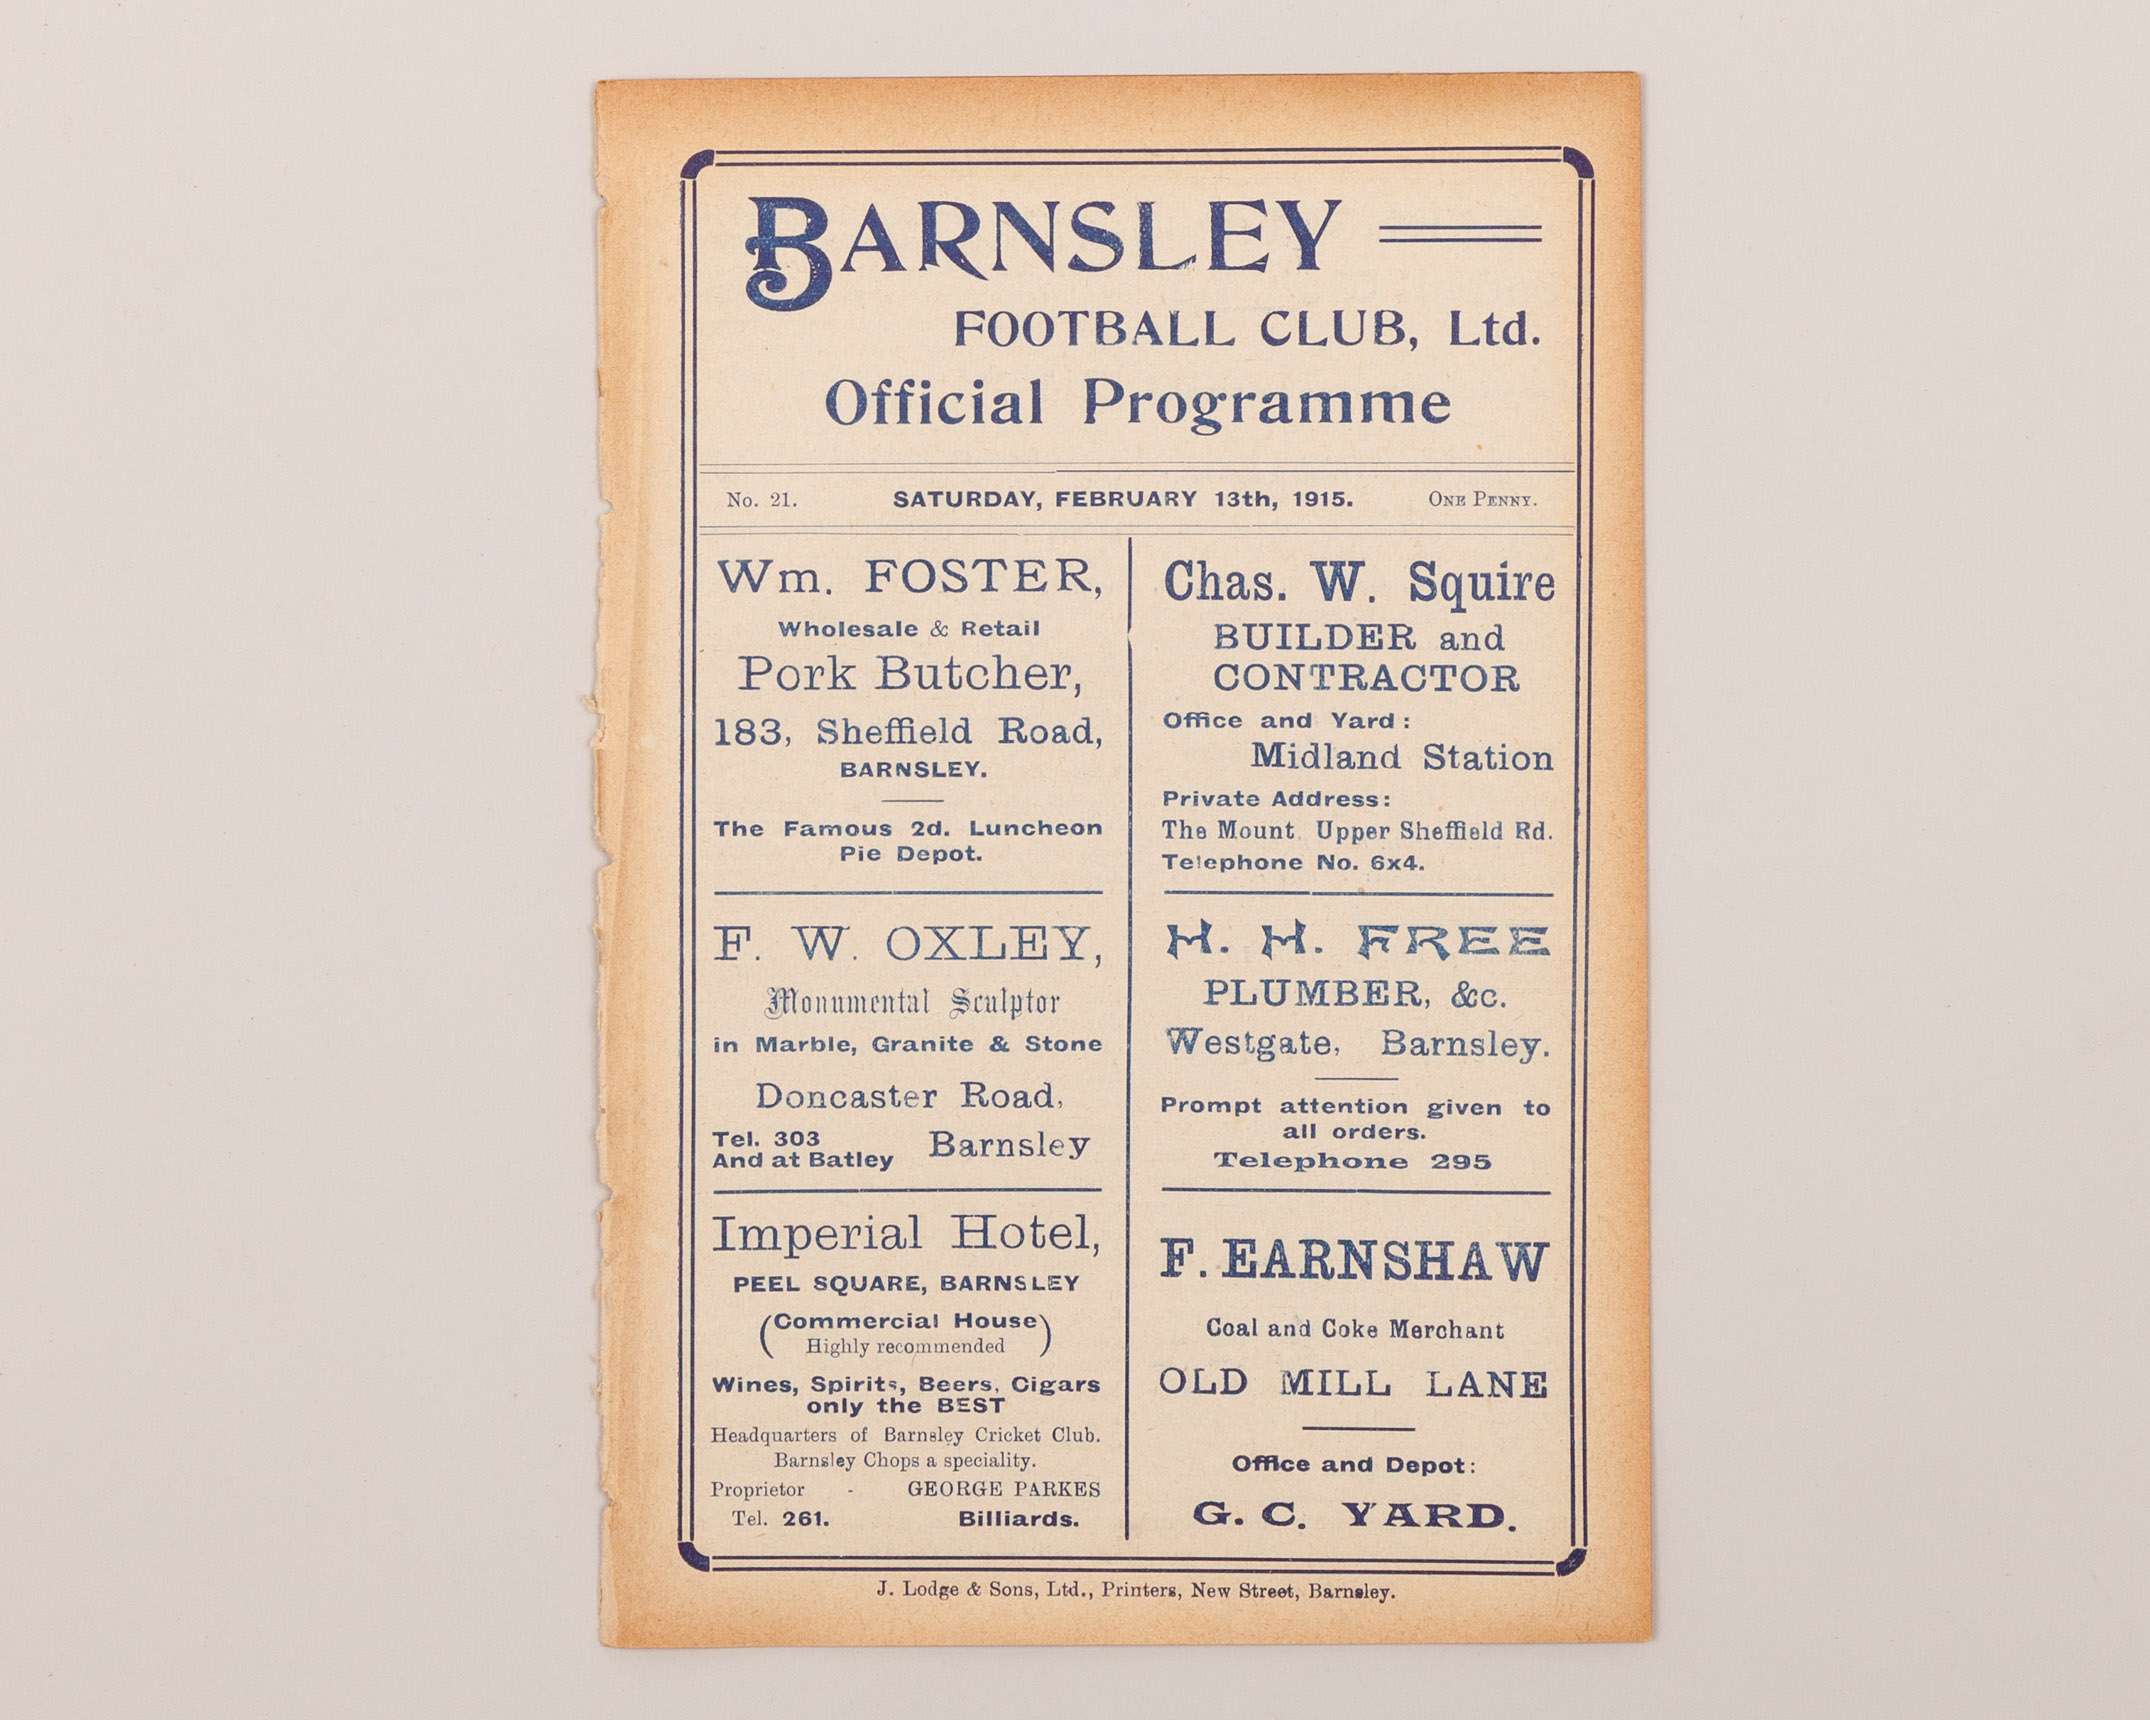 BARNSLEY
FOOTBALL CLUB, Ltd.
Official Programme
No. 21. SATURDAY, FEBRUARY 13th, 1915. ONE PENNY.
Wm. FOSTER,
Wholesale & Retail
Pork Butcher,
183, Sheffield Road,
BARNSLEY.
The Famous 2d. Luncheon
Pie Depot.
F. W. OXLEY,
Monumental Sculptor
in Marble, Granite & Stone
Doncaster Road,
Tel. 303
And at Batley
Barnsley
Imperial Hotel,
PEEL SQUARE, BARNSLEY
(Commercial House
Highly recommended)
Wines, Spirits, Beers, Cigars
only the BEST
Headquarters of Barnsley Cricket Club.
Barnsley Chops a speciality.
Proprietor - GEORGE PARKES
Tel. 261. Billiards.
Chas. W. Squire
BUILDER and
CONTRACTOR
Office and Yard:
Midland Station
Private Address:
The Mount Upper Sheffield Rd.
Telephone No. 6x4.
H. H. FREE
PLUMBER, &c.
Westgate, Barnsley.
Prompt attention given to
all orders.
Telephone 295
F. EARNSHAW
Coal and Coke Merchant
OLD MILL LANE
Office and Depot:
G. C. YARD.
J. Lodge & Sons, Ltd., Printers, New Street, Barnsley.